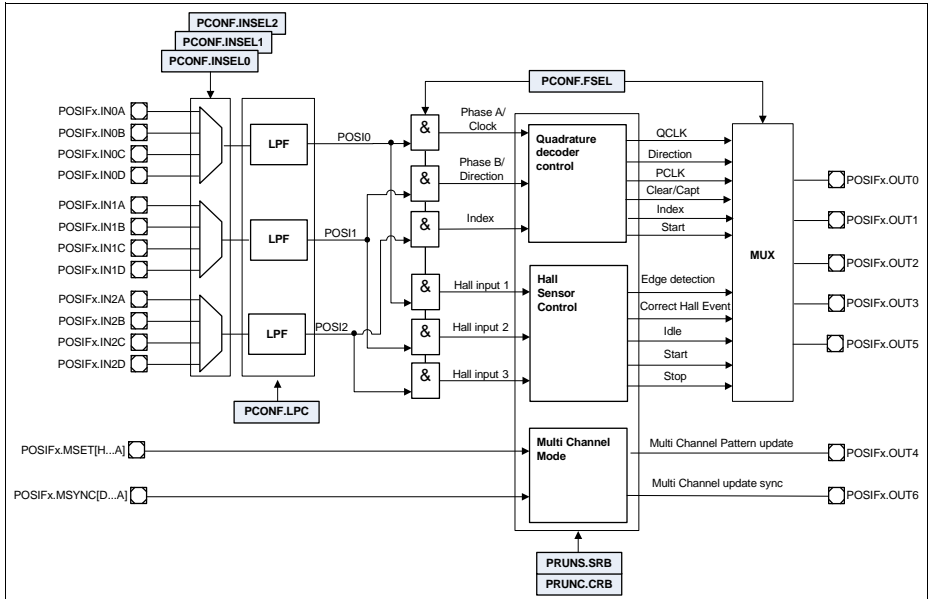 PCONF.INSEL2
PCONF.INSEL1
PCONF.INSEL0
PCONF.FSEL
POSIFx.IN0A
POSIFx.IN0B
POSIFx.IN0C
POSIFx.IN0D
POSIFx.IN1A
POSIFx.IN1B
POSIFx.IN1C
POSIFx.IN1D
POSIFx.IN2A
POSIFx.IN2B
POSIFx.IN2C
POSIFx.IN2D
LPF
LPF
LPF
POSI0
POSI1
POSI2
PCONF.LPC
&
&
&
&
&
&
Phase A/
Clock
Phase B/
Direction
Index
Hall input 1
Hall input 2
Hall input 3
Quadrature
decoder
control
Hall
Sensor
Control
QCLK
Direction
PCLK
Clear/Capt
Index
Start
Edge detection
Correct Hall Event
Idle
Start
Stop
MUX
POSIFx.OUT0
POSIFx.OUT1
POSIFx.OUT2
POSIFx.OUT3
POSIFx.OUT5
POSIFx.MSET[H...A]
POSIFx.MSYNC[D...A]
Multi Channel
Mode
Multi Channel Pattern update
Multi Channel update sync
POSIFx.OUT4
POSIFx.OUT6
PRUNS.SRB
PRUNC.CRB